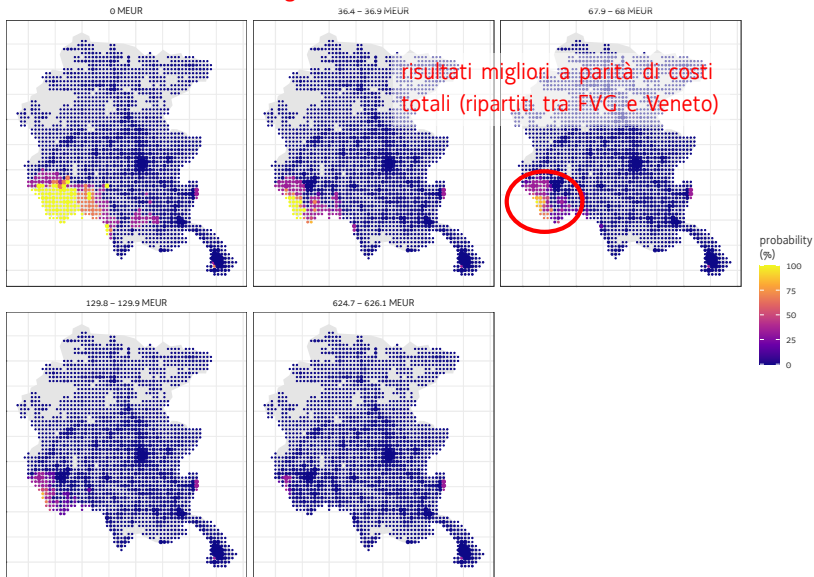 0 MEUR
36.4 – 36.9 MEUR
67.9 – 68 MEUR
risultati migliori a parità di costi
totali (ripartiti tra FVG e Veneto)
probability
(%)
100
75
50
25
0
129.8 – 129.9 MEUR
624.7 – 626.1 MEUR